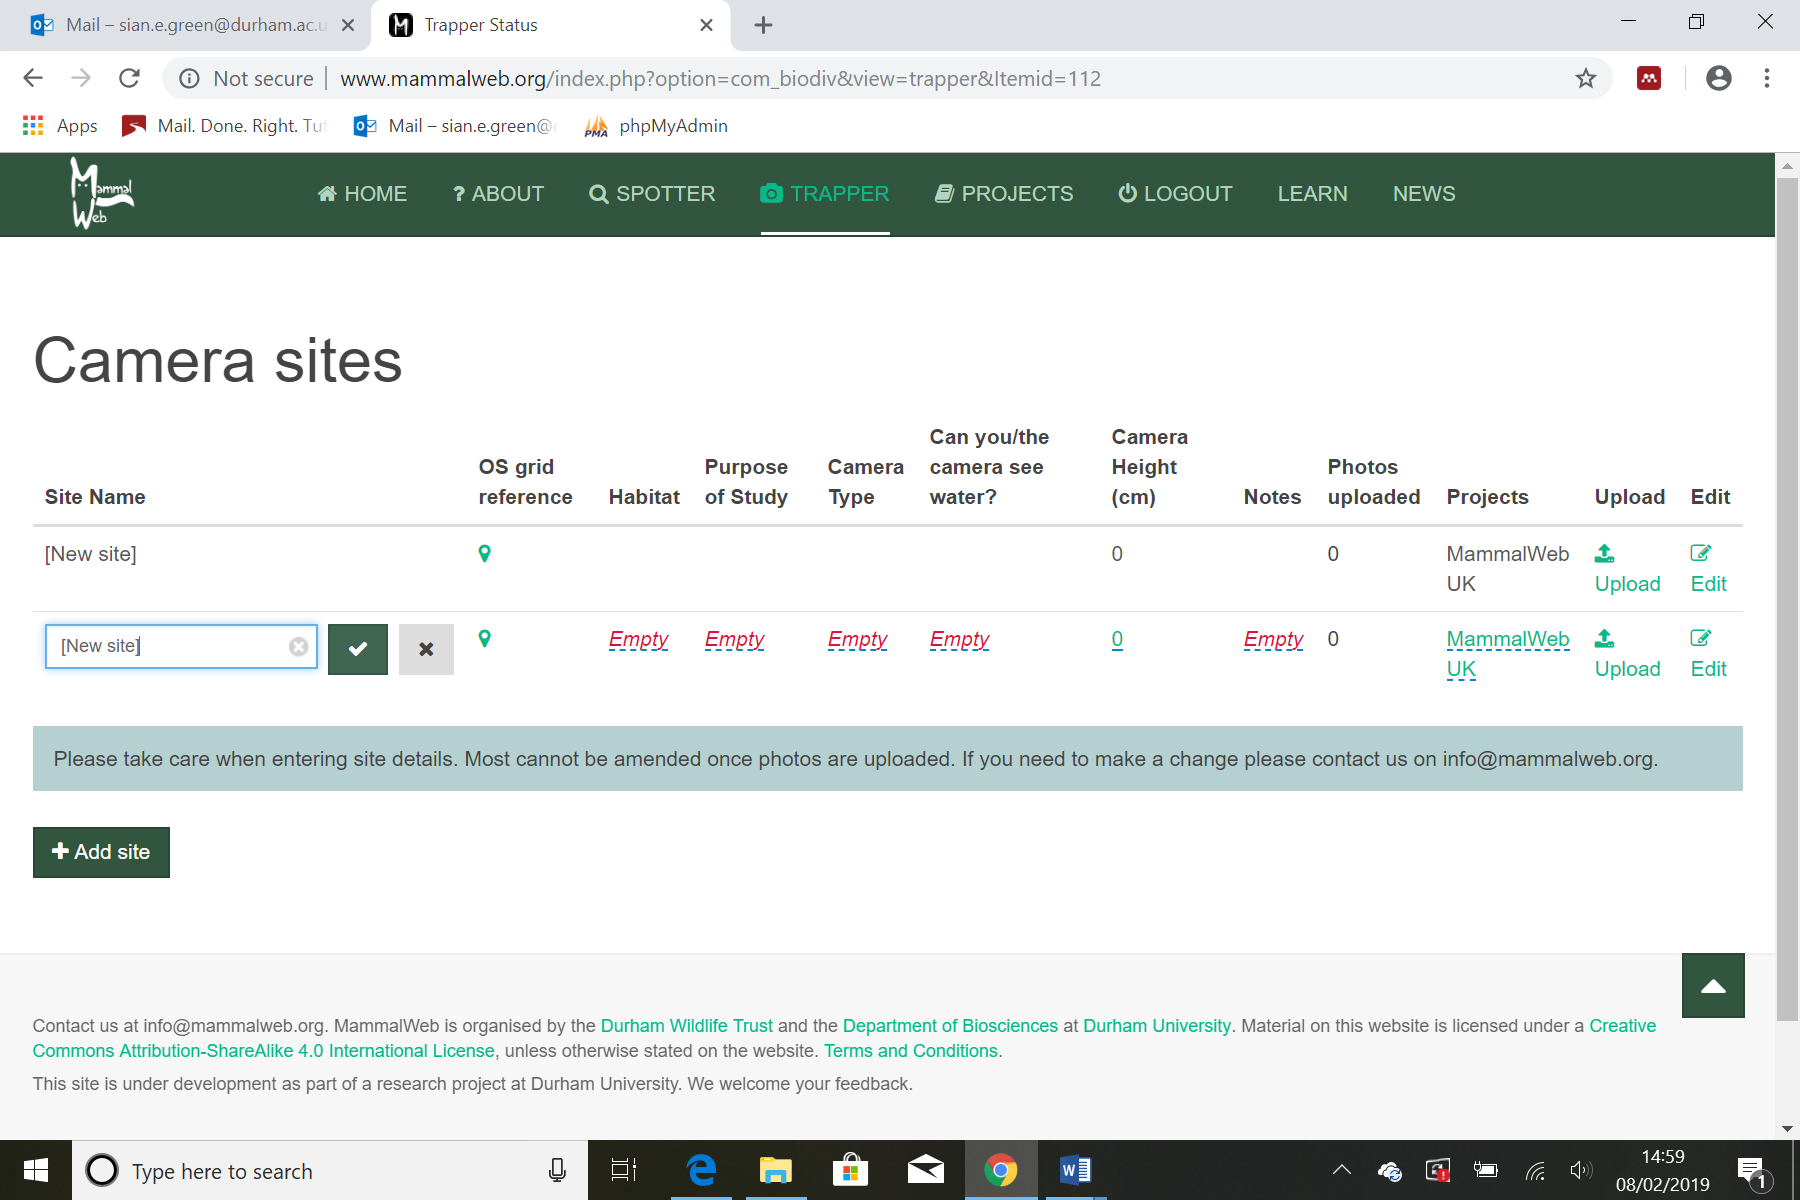 Mail – sian.e.green@durham.ac.u
Trapper Status
Not secure | www.mammalweb.org/index.php?option=com_biodiv&view=trapper&Itemid=112
Apps
Mail. Done. Right. Tut
Mail – sian.e.green@
PMA phpMyAdmin
Mammal Web
HOME
? ABOUT
SPOTTER
TRAPPER
PROJECTS
LOGOUT
LEARN
NEWS
Camera sites
Site Name
OS grid
reference
Habitat
Purpose
of Study
Camera
Type
Can you/the
camera see
water?
Camera
Height
(cm)
Notes
Photos
uploaded
Projects
Upload
Edit
[New site]
0
0
MammalWeb
UK
Upload
Edit
[New site]
Empty
Empty
Empty
Empty
0
Empty
0
MammalWeb
UK
Upload
Edit
Please take care when entering site details. Most cannot be amended once photos are uploaded. If you need to make a change please contact us on info@mammalweb.org.
Add site
Contact us at info@mammalweb.org. MammalWeb is organised by the Durham Wildlife Trust and the Department of Biosciences at Durham University. Material on this website is licensed under a Creative
Commons Attribution-ShareAlike 4.0 International License, unless otherwise stated on the website. Terms and Conditions.
This site is under development as part of a research project at Durham University. We welcome your feedback.
Type here to search
14:59
08/02/2019
1